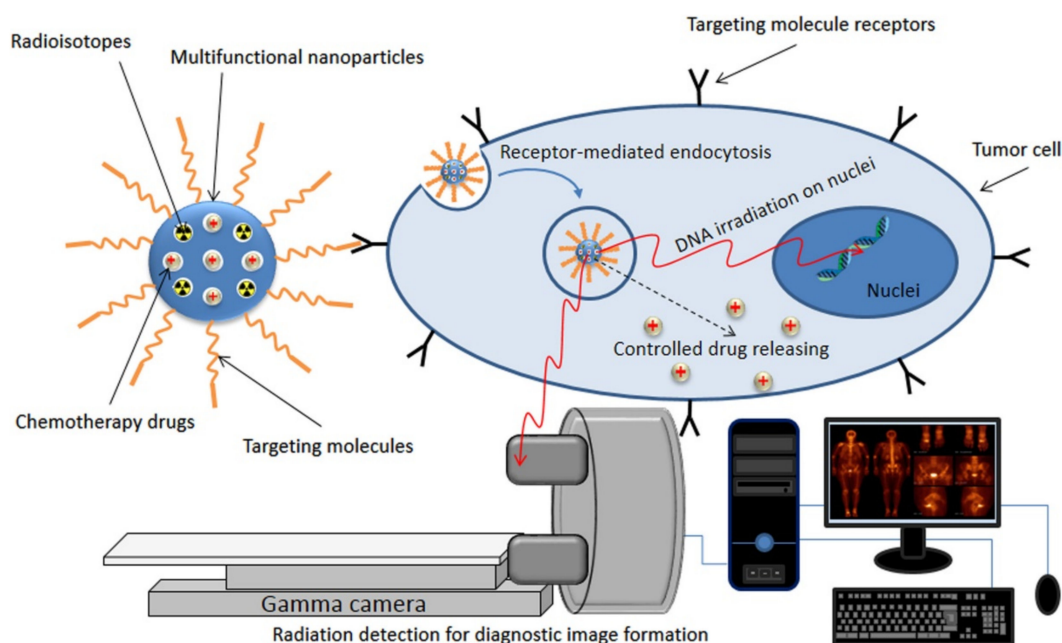 Radioisotopes
Multifunctional nanoparticles
Targeting molecule receptors
Receptor-mediated endocytosis
Tumor cell
DNA irradiation on nuclei
Nuclei
Controlled drug releasing
Chemotherapy drugs
Targeting molecules
Gamma camera
Radiation detection for diagnostic image formation